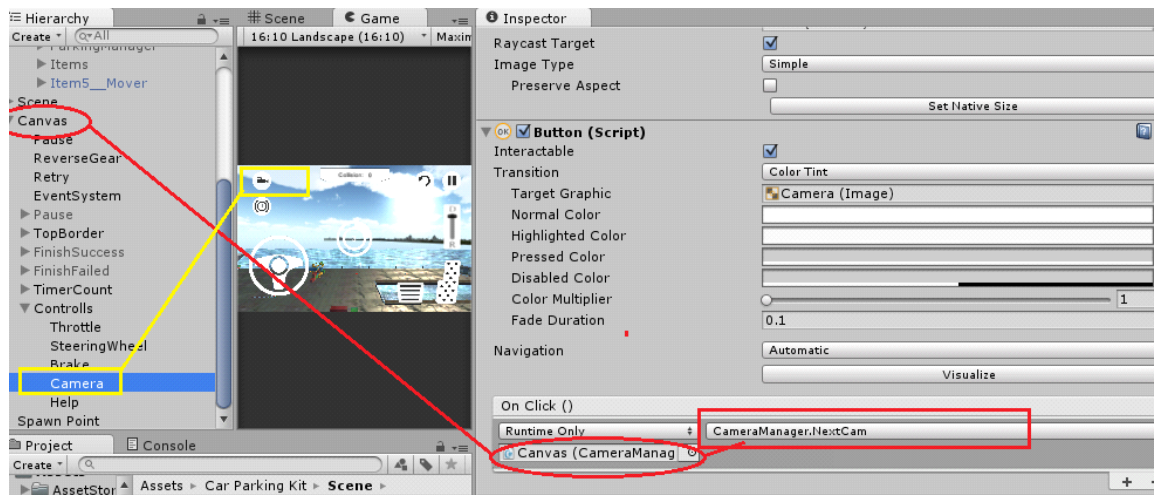 Hierarchy
Create
All
ParkingManager
Items
Item5__Mover
Scene
Canvas
Pause
ReverseGear
Retry
EventSystem
Pause
TopBorder
FinishSuccess
FinishFailed
TimerCount
Controlls
Throttle
SteeringWheel
Brake
Camera
Help
Spawn Point
Project
Console
Create
AssetStor
Assets ▸ Car Parking Kit ▸ Scene ▸
Scene
Game
16:10 Landscape (16:10)
Maxim
Collision: 0
D
R
Inspector
Raycast Target
Image Type
Simple
Preserve Aspect
Set Native Size
OK Button (Script)
Interactable
Transition
Color Tint
Target Graphic
Camera (Image)
Normal Color
Highlighted Color
Pressed Color
Disabled Color
Color Multiplier
1
Fade Duration
0.1
Navigation
Automatic
Visualize
On Click ()
Runtime Only
CameraManager.NextCam
Canvas (CameraManag
+
-